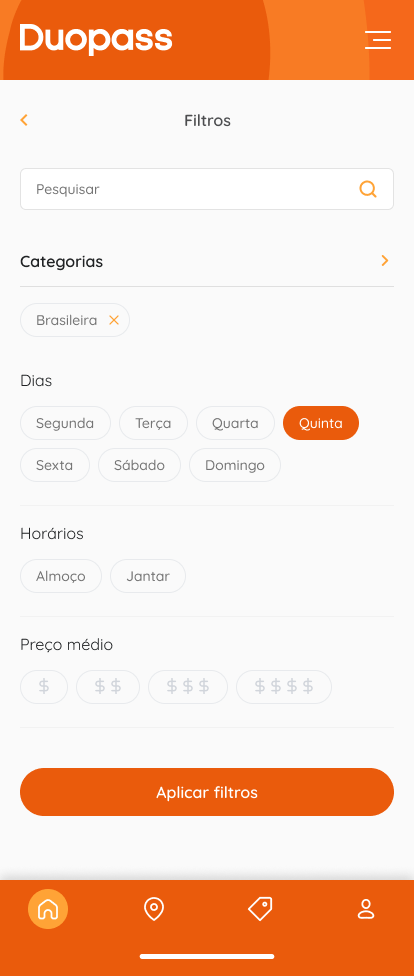 Duopass
Filtros
Pesquisar
Categorias
Brasileira
Dias
Segunda Terça Quarta Quinta
Sexta Sábado Domingo
Horários
Almoço Jantar
Preço médio
$ $$ $$$ $$$$
Aplicar filtros